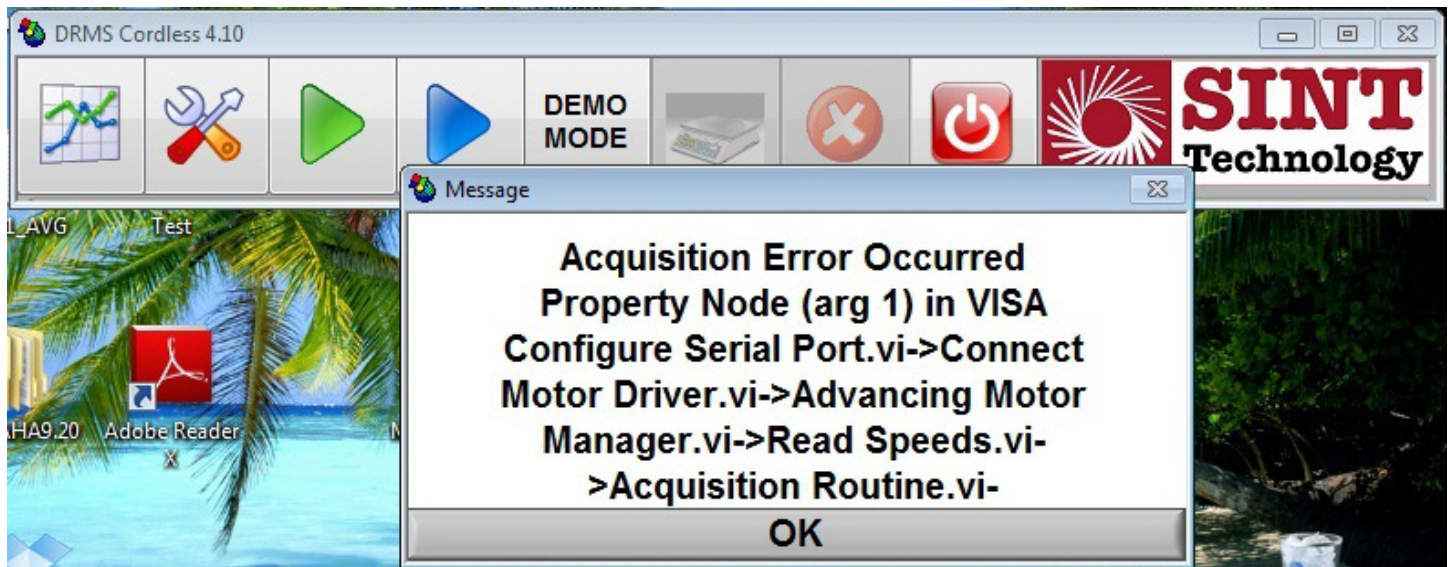 DRMS Cordless 4.10
DEMO
MODE
SINT
Technology
Message
1_AVG
Test
Acquisition Error Occurred
Property Node (arg 1) in VISA
Configure Serial Port.vi->Connect
Motor Driver.vi->Advancing Motor
Manager.vi->Read Speeds.vi-
>Acquisition Routine.vi-
OK
HA9.20
Adobe Reader
X